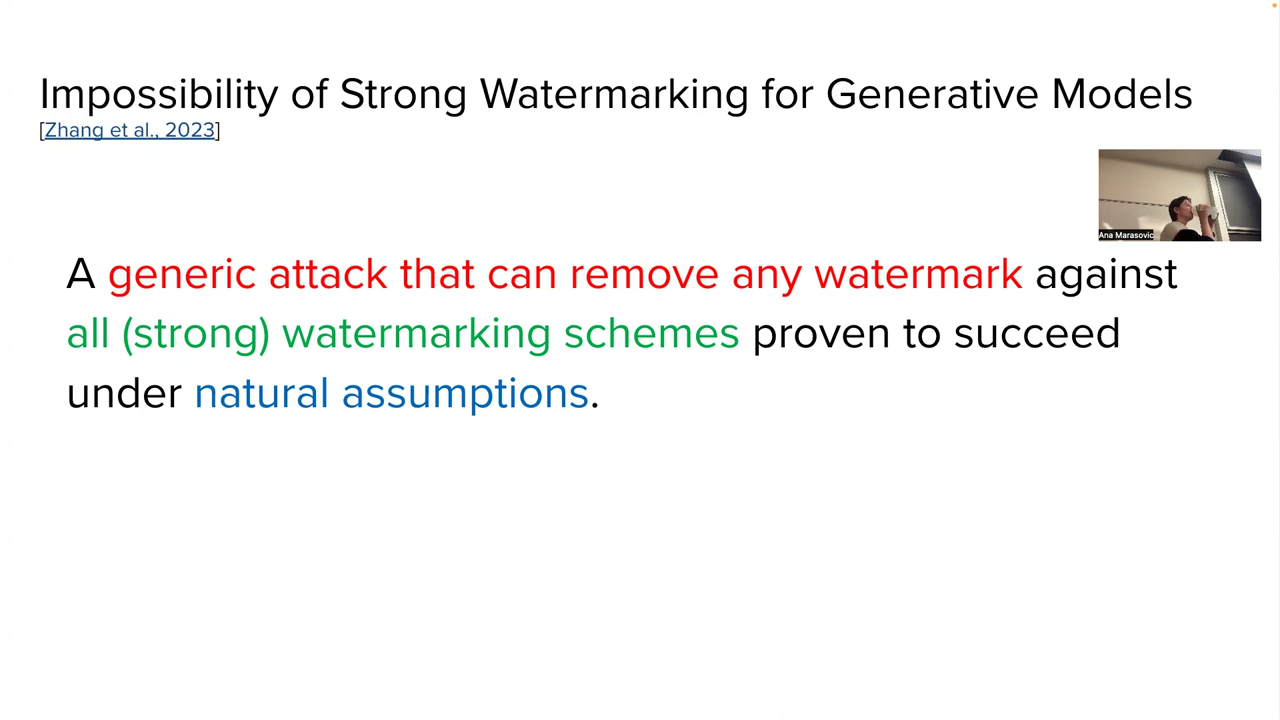 Impossibility of Strong Watermarking for Generative Models
[Zhang et al., 2023]
Ana Marasovic
A generic attack that can remove any watermark against
all (strong) watermarking schemes proven to succeed
under natural assumptions.